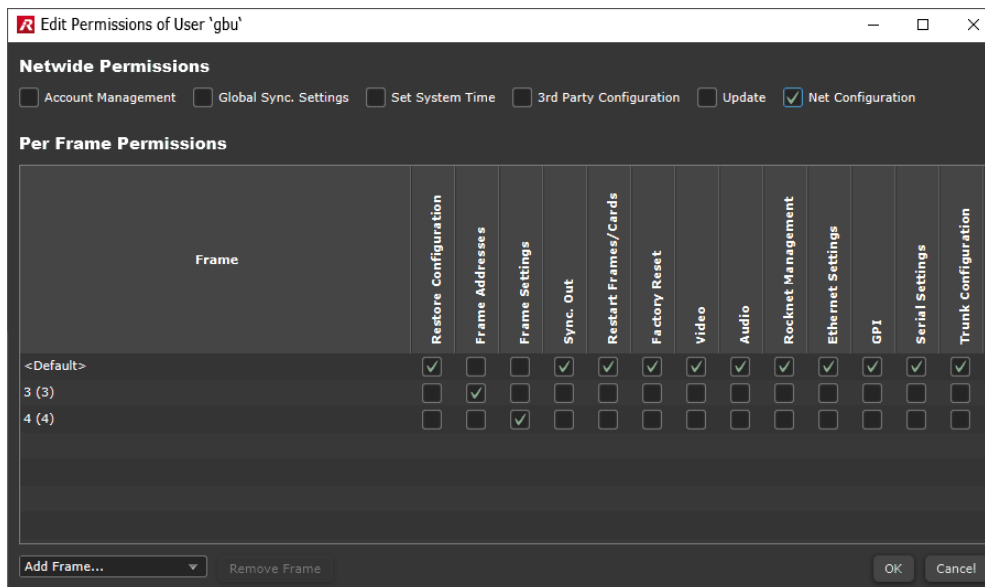 R Edit Permissions of User `gbu`
Netwide Permissions
Account Management Global Sync. Settings Set System Time 3rd Party Configuration Update Net Configuration
Per Frame Permissions
Frame
Restore Configuration
Frame Addresses
Frame Settings
Sync. Out
Restart Frames/Cards
Factory Reset
Video
Audio
Rocknet Management
Ethernet Settings
GPI
Serial Settings
Trunk Configuration
<Default>
3 (3)
4 (4)
Add Frame... Remove Frame OK Cancel